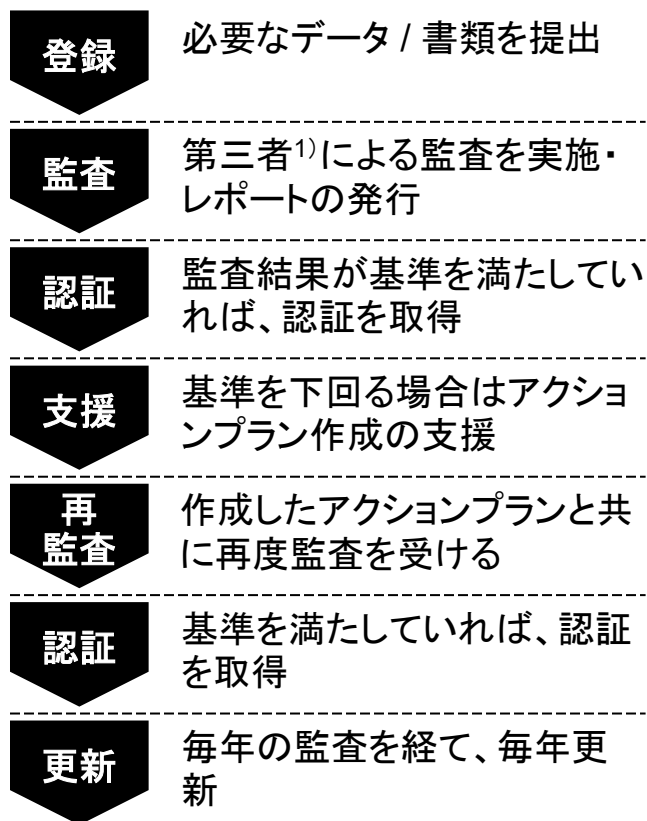 登録
必要なデータ / 書類を提出
監査
第三者1)による監査を実施・
レポートの発行
認証
監査結果が基準を満たしてい
れば、認証を取得
支援
基準を下回る場合はアクショ
ンプラン作成の支援
再
監査
作成したアクションプランと共
に再度監査を受ける
認証
基準を満たしていれば、認証
を取得
更新
毎年の監査を経て、毎年更
新